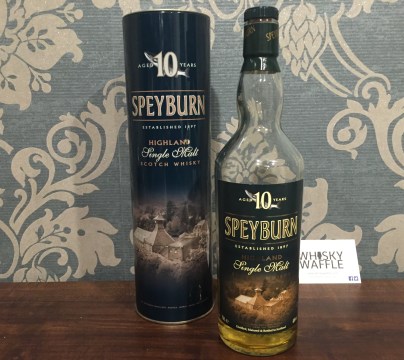 AGED 10 YEARS
SPEYBURN
ESTABLISHED 1897
HIGHLAND
Single Malt
SCOTCH WHISKY
AGED 10 YEARS
SPEYBURN
ESTABLISHED 1897
LAND
Single Malt
WHISKY
WAFFLE